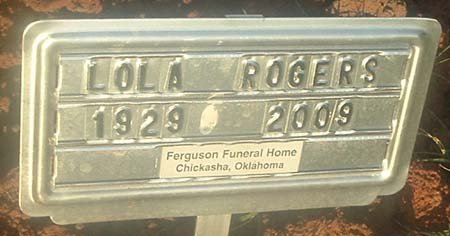 LOLA ROGERS
1929 2009
Ferguson Funeral Home
Chickasha, Oklahoma